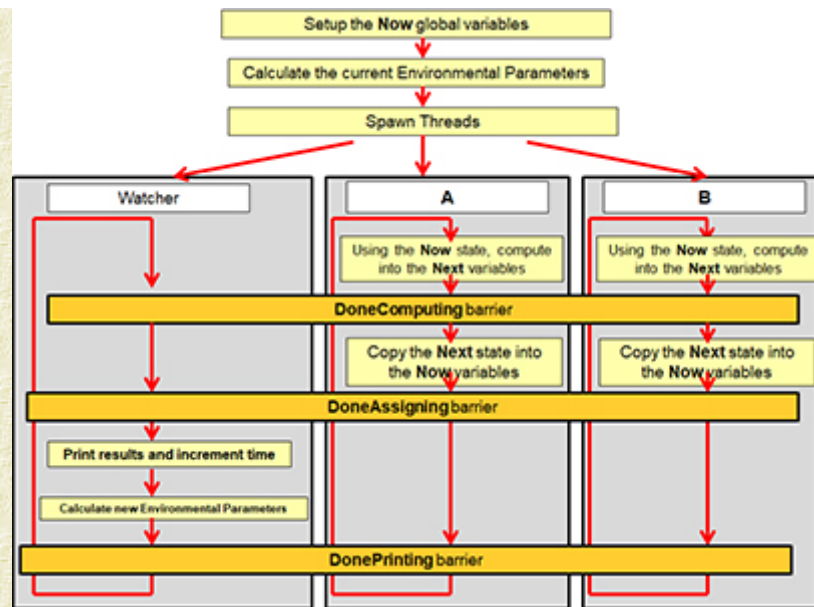 Setup the Now global variables
Calculate the current Environmental Parameters
Spawn Threads
Watcher
A
B
Using the Now state, compute
into the Next variables
Using the Now state, compute
into the Next variables
DoneComputing barrier
Copy the Next state into
the Now variables
Copy the Next state into
the Now variables
DoneAssigning barrier
Print results and increment time
Calculate new Environmental Parameters
DonePrinting barrier